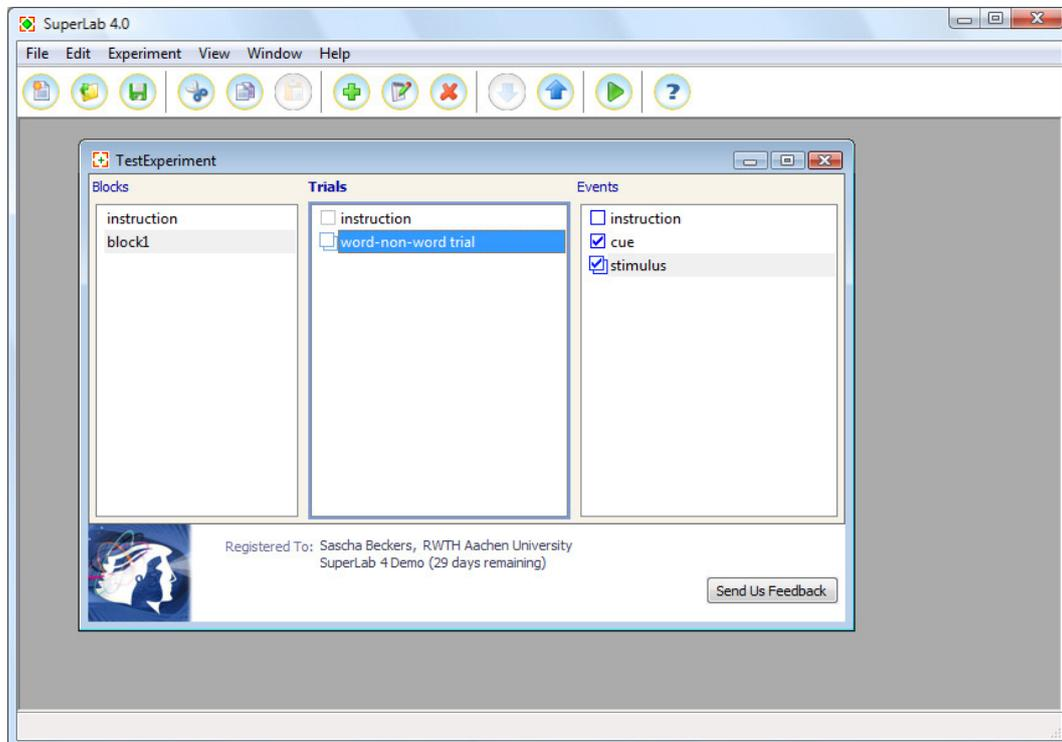 SuperLab 4.0
File Edit Experiment View Window Help
TestExperiment
Blocks Trials Events
instruction instruction instruction
block1 word-non-word trial cue
stimulus
Registered To: Sascha Beckers, RWTH Aachen University
SuperLab 4 Demo (29 days remaining)
Send Us Feedback